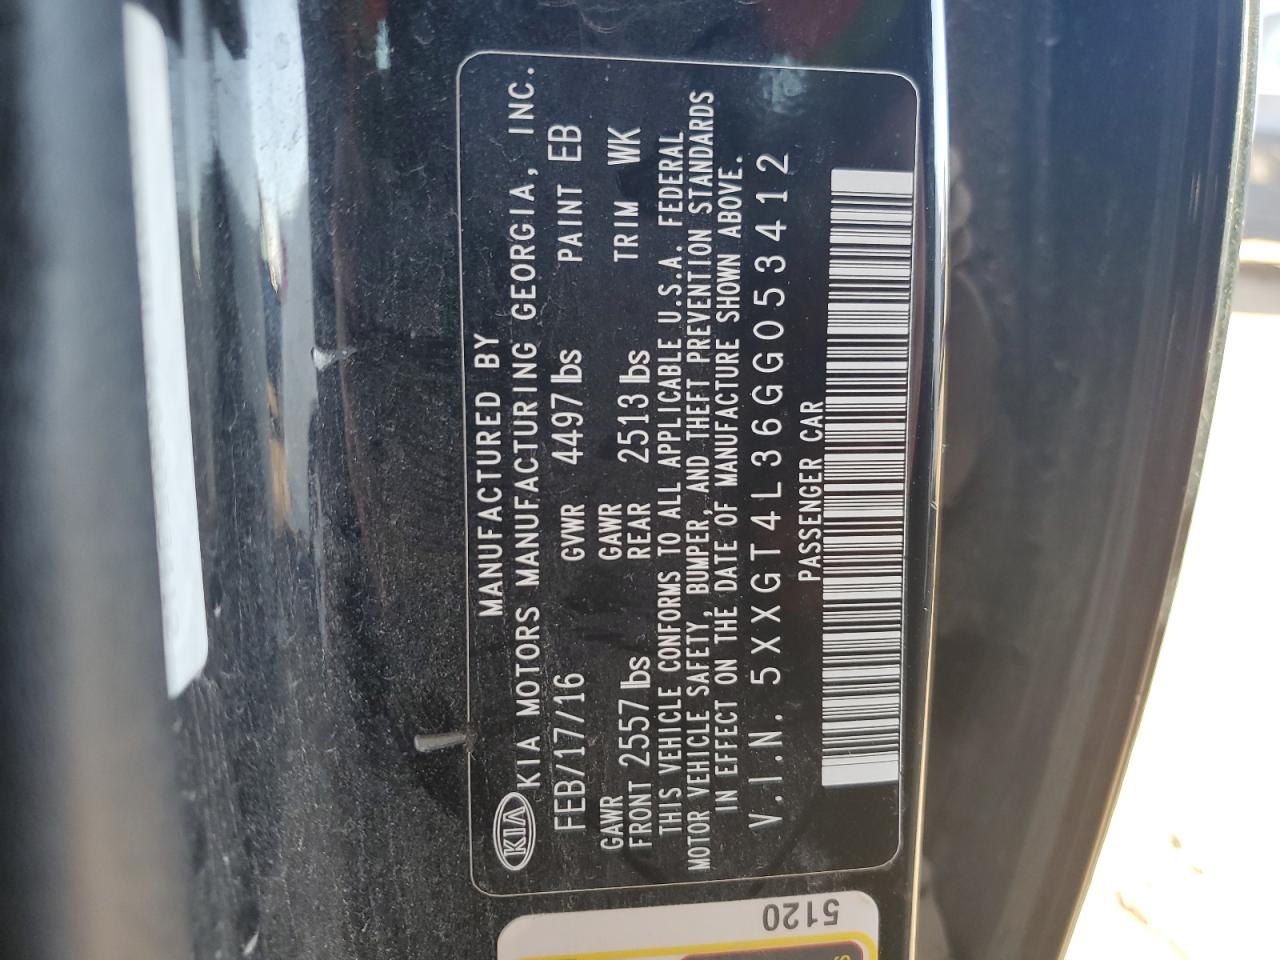 MANUFACTURED BY
KIA KIA MOTORS MANUFACTURING GEORGIA, INC.
FEB/17/16 GVWR 4497 lbs PAINT EB
GAWR FRONT 2557 lbs GAWR REAR 2513 lbs TRIM WK
THIS VEHICLE CONFORMS TO ALL APPLICABLE U.S.A. FEDERAL
MOTOR VEHICLE SAFETY, BUMPER, AND THEFT PREVENTION STANDARDS
IN EFFECT ON THE DATE OF MANUFACTURE SHOWN ABOVE.
V.I.N. 5XXGT4L36GG053412
PASSENGER CAR
5120